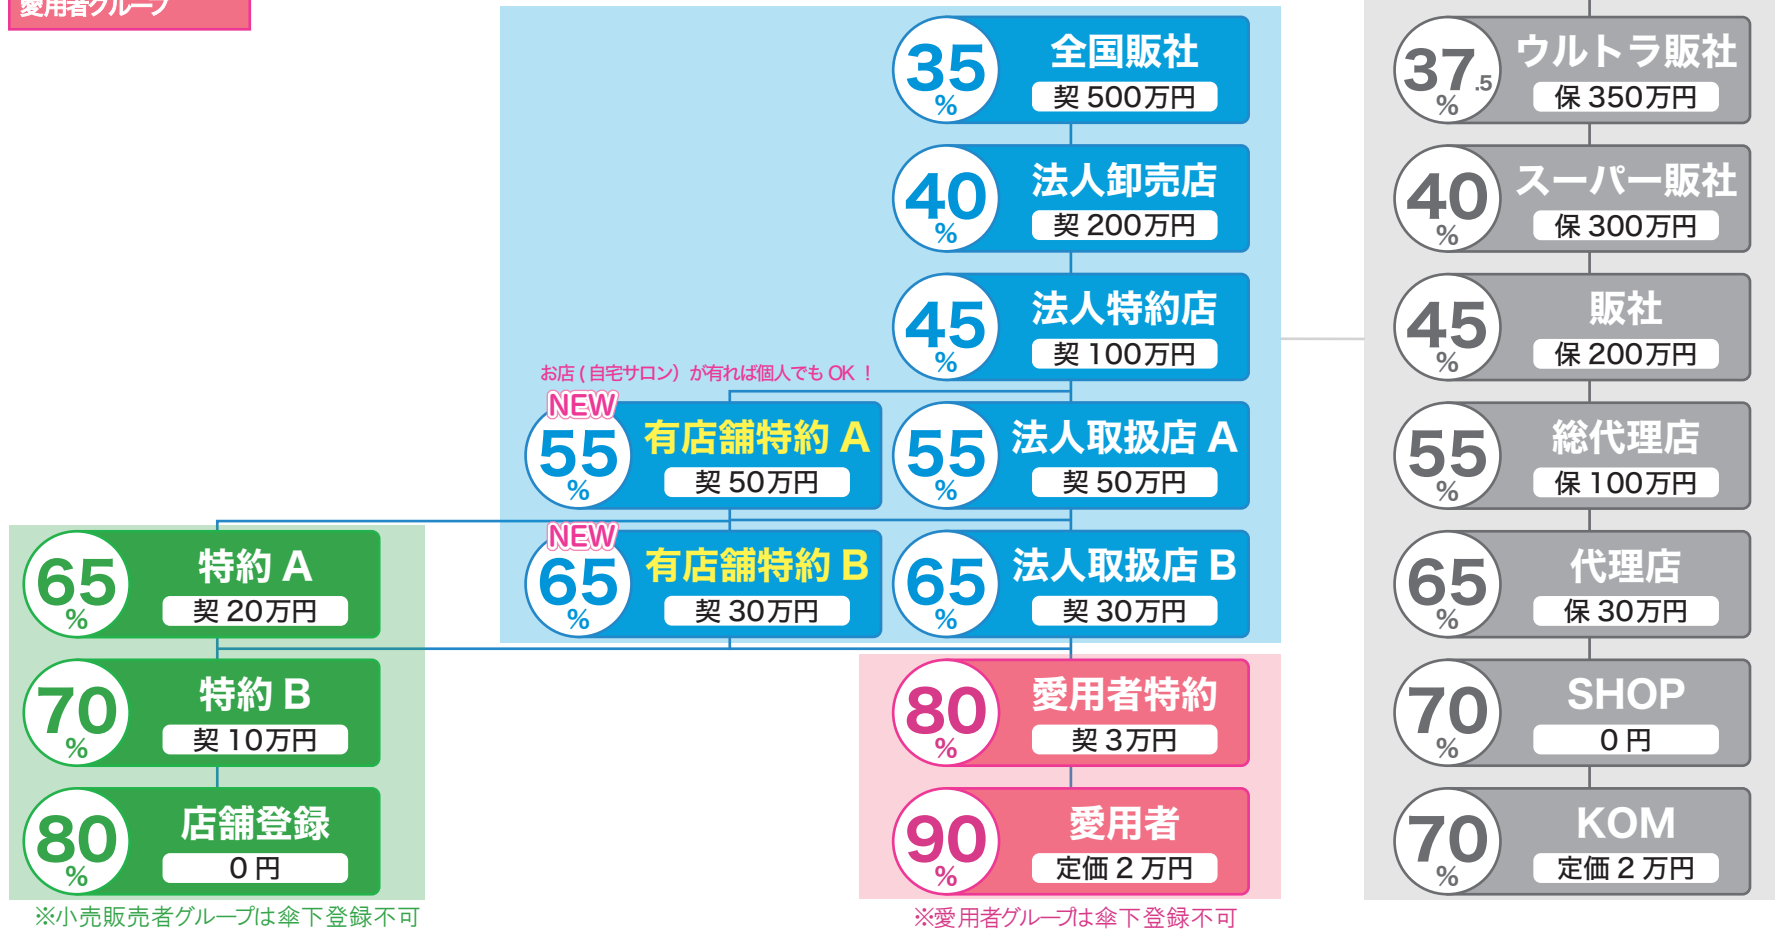 愛用者グループ
35
%
全国販社
契 500万円
40
%
法人卸売店
契 200万円
45
%
法人特約店
契 100万円
お店 ( 自宅サロン）が有れば個人でも OK ！
NEW
55
%
有店舗特約 A
契 50万円
55
%
法人取扱店 A
契 50万円
NEW
65
%
有店舗特約 B
契 30万円
65
%
法人取扱店 B
契 30万円
65
%
特約 A
契 20万円
70
%
特約 B
契 10万円
80
%
店舗登録
0 円
※小売販売者グループは傘下登録不可
80
%
愛用者特約
契 3万円
90
%
愛用者
定価 2 万円
※愛用者グループは傘下登録不可
37.5
%
ウルトラ販社
保 350万円
40
%
スーパー販社
保 300万円
45
%
販社
保 200万円
55
%
総代理店
保 100万円
65
%
代理店
保 30万円
70
%
SHOP
0 円
70
%
KOM
定価 2 万円